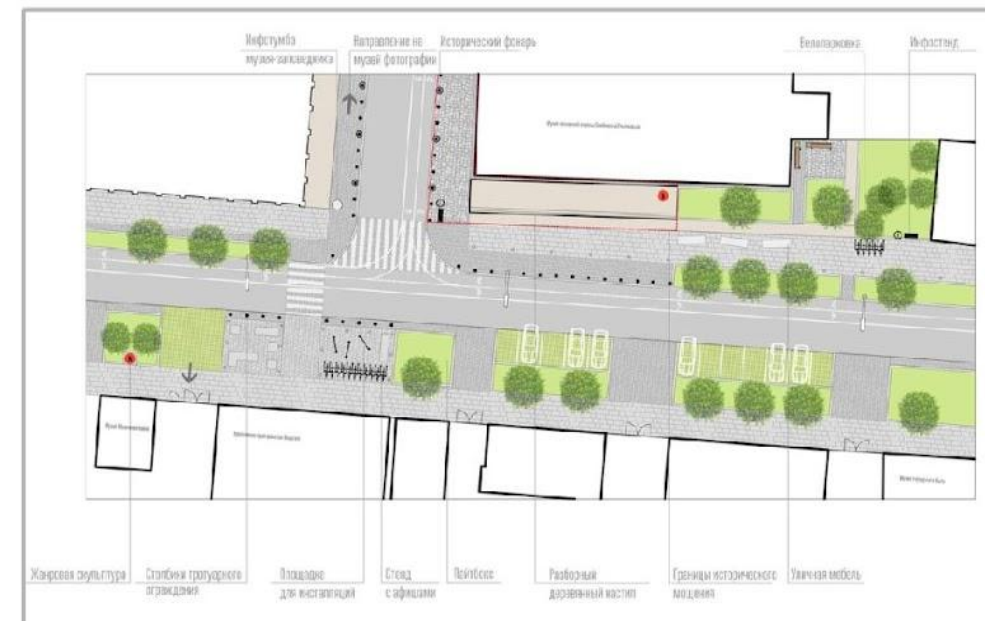 Инфотумба
музея-заповедника
Направление на
музей фотографии
Исторический фонарь
Велопарковка
Инфостенд
Жанровая скульптура
Столбики тротуарного
ограждения
Площадка
для инсталляций
Стенд
с афишами
Лайтбокс
Разборный
деревянный настил
Границы исторического
мощения
Уличная мебель